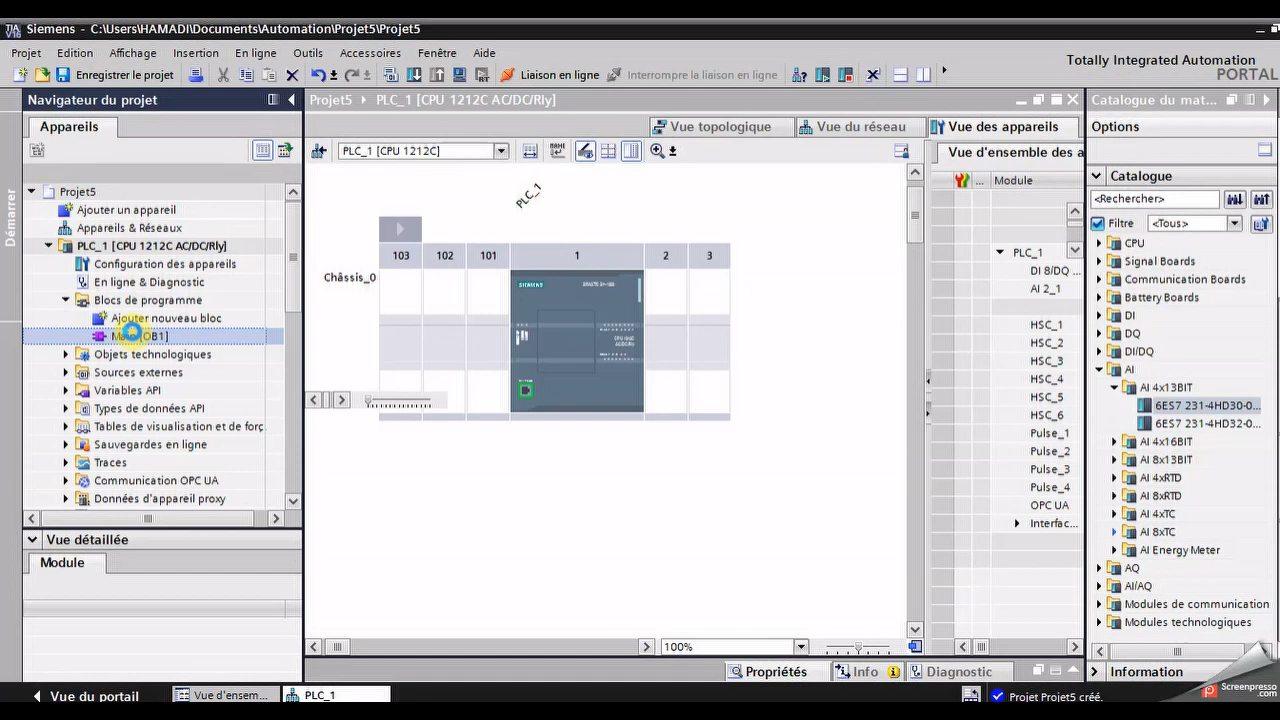 TIA V16 Siemens - C:\Users\HAMADI\Documents\Automation\Projet5\Projet5
Projet Edition Affichage Insertion En ligne Outils Accessoires Fenêtre Aide
Totally Integrated Automation
PORTAL
Enregistrer le projet Liaison en ligne Interrompre la liaison en ligne
Navigateur du projet
Appareils
Démarrer
Projet5
Ajouter un appareil
Appareils & Réseaux
PLC_1 [CPU 1212C AC/DC/Rly]
Configuration des appareils
En ligne & Diagnostic
Blocs de programme
Ajouter nouveau bloc
[OB1]
Objets technologiques
Sources externes
Variables API
Types de données API
Tables de visualisation et de forç
Sauvegardes en ligne
Traces
Communication OPC UA
Données d'appareil proxy
Vue détaillée
Module
Projet5 PLC_1 [CPU 1212C AC/DC/Rly]
Vue topologique Vue du réseau Vue des appareils
PLC_1 [CPU 1212C]
PLC_1
103 102 101 1 2 3
Châssis_0
SIEMENS
100%
Vue d'ensemble des a
... Module
PLC_1
DI 8/DQ ...
AI 2_1
HSC_1
HSC_2
HSC_3
HSC_4
HSC_5
HSC_6
Pulse_1
Pulse_2
Pulse_3
Pulse_4
OPC UA
Interfac...
Propriétés Info Diagnostic
Catalogue du mat...
Options
Catalogue
<Rechercher>
Filtre <Tous>
CPU
Signal Boards
Communication Boards
Battery Boards
DI
DQ
DI/DQ
AI
AI 4x13BIT
6ES7 231-4HD30-0...
6ES7 231-4HD32-0...
AI 4x16BIT
AI 8x13BIT
AI 4xRTD
AI 8xRTD
AI 4xTC
AI 8xTC
AI Energy Meter
AQ
AI/AQ
Modules de communication
Modules technologiques
Information
Vue du portail Vue d'ensem... PLC_1
Projet Projet5 créé.
Screenpresso
.com